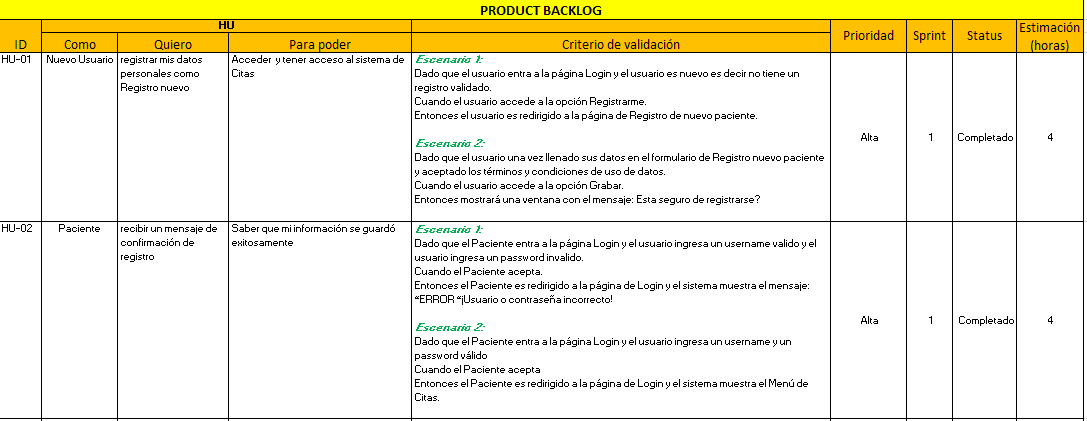 PRODUCT BACKLOG
HU
ID
Como
Quiero
Para poder
Criterio de validación
Prioridad
Sprint
Status
Estimación
(horas)
HU-01
Nuevo Usuario
registrar mis datos
personales como
Registro nuevo
Acceder y tener acceso al sistema de
Citas
Escenario 1:
Dado que el usuario entra a la página Login y el usuario es nuevo es decir no tiene un
registro validado.
Cuando el usuario accede a la opción Registrarme.
Entonces el usuario es redirigido a la página de Registro de nuevo paciente.
Escenario 2:
Dado que el usuario una vez llenado sus datos en el formulario de Registro nuevo paciente
y aceptado los términos y condiciones de uso de datos.
Cuando el usuario accede a la opción Grabar.
Entonces mostrará una ventana con el mensaje: Esta seguro de registrarse?
Alta
1
Completado
4
HU-02
Paciente
recibir un mensaje de
confirmación de
registro
Saber que mi información se guardó
exitosamente
Escenario 1:
Dado que el Paciente entra a la página Login y el usuario ingresa un username valido y el
usuario ingresa un password invalido.
Cuando el Paciente acepta.
Entonces el Paciente es redirigido a la página de Login y el sistema muestra el mensaje:
“ERROR “¡Usuario o contraseña incorrecto!
Escenario 2:
Dado que el Paciente entra a la página Login y el usuario ingresa un username y un
password válido
Cuando el Paciente acepta
Entonces el Paciente es redirigido a la página de Login y el sistema muestra el Menú de
Citas.
Alta
1
Completado
4